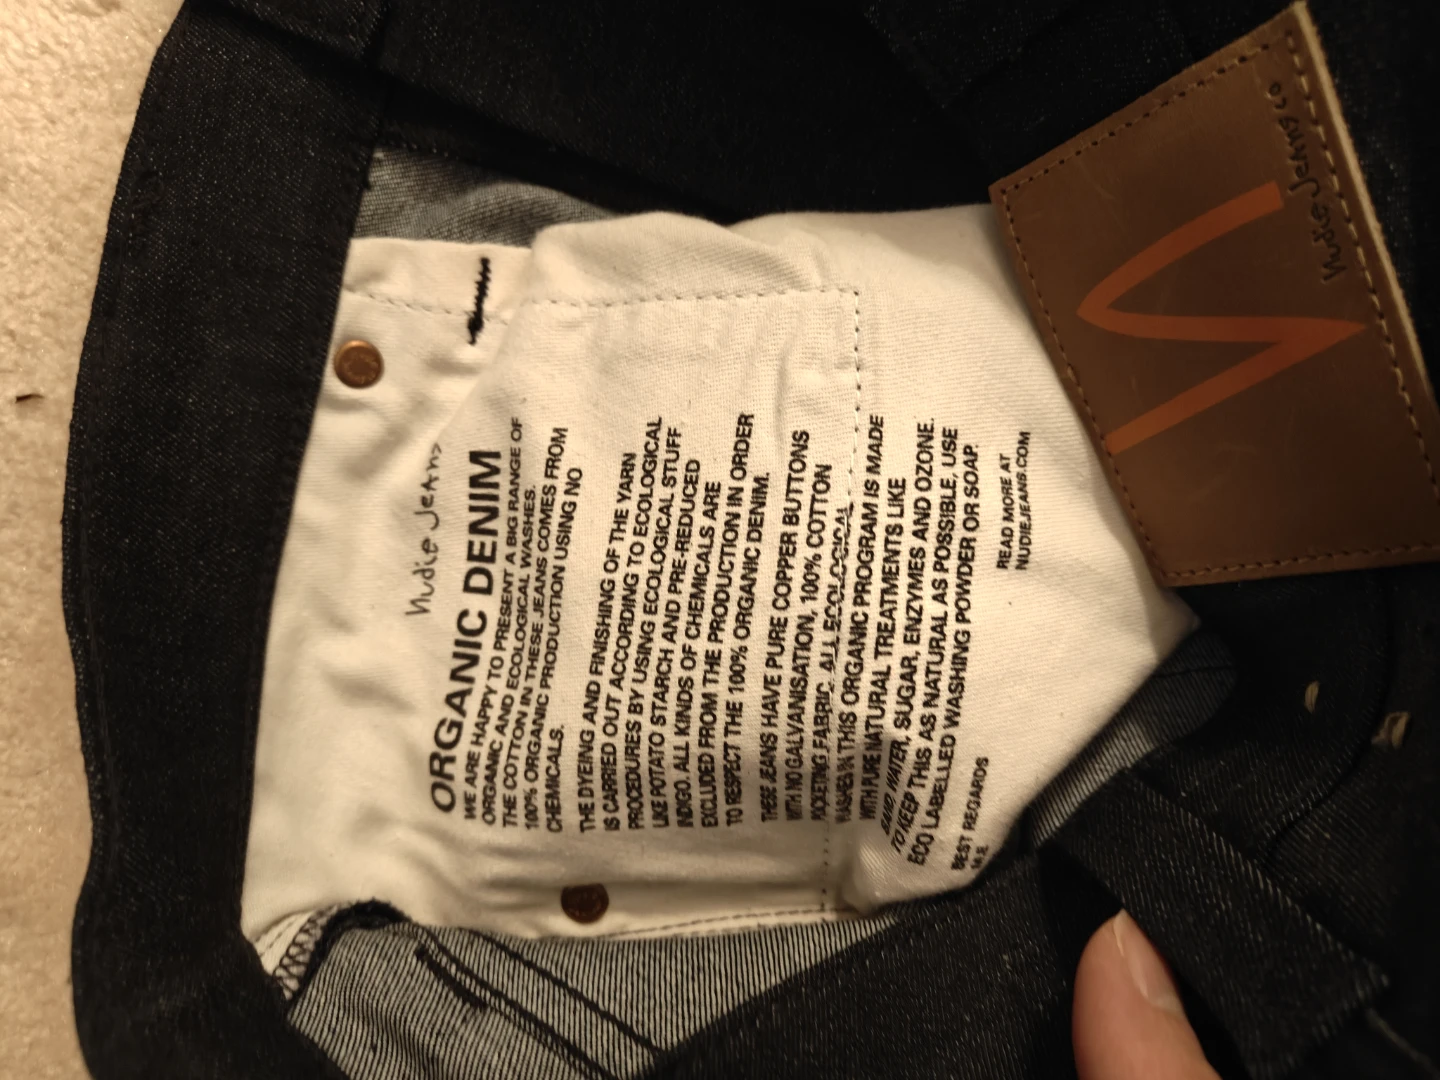 Nudie Jeans
ORGANIC DENIM
WE ARE HAPPY TO PRESENT A BIG RANGE OF
ORGANIC AND ECOLOGICAL WASHES.
THE COTTON IN THESE JEANS COMES FROM
100% ORGANIC PRODUCTION USING NO
CHEMICALS.
THE DYEING AND FINISHING OF THE YARN
IS CARRIED OUT ACCORDING TO ECOLOGICAL
PROCEDURES BY USING ECOLOGICAL STUFF
LIKE POTATO STARCH AND PRE-REDUCED
INDIGO. ALL KINDS OF CHEMICALS ARE
EXCLUDED FROM THE PRODUCTION IN ORDER
TO RESPECT THE 100% ORGANIC DENIM.
THESE JEANS HAVE PURE COPPER BUTTONS
WITH NO GALVANISATION, 100% COTTON
POCKETING FABRIC. ALL ECOLOGICAL
WASHES IN THIS ORGANIC PROGRAM IS MADE
WITH PURE NATURAL TREATMENTS LIKE
SAND, WATER, SUGAR, ENZYMES AND OZONE.
TO KEEP THIS AS NATURAL AS POSSIBLE, USE
ECO LABELLED WASHING POWDER OR SOAP.
BEST REGARDS
M.E.
READ MORE AT
NUDIEJEANS.COM
Nudie Jeans co